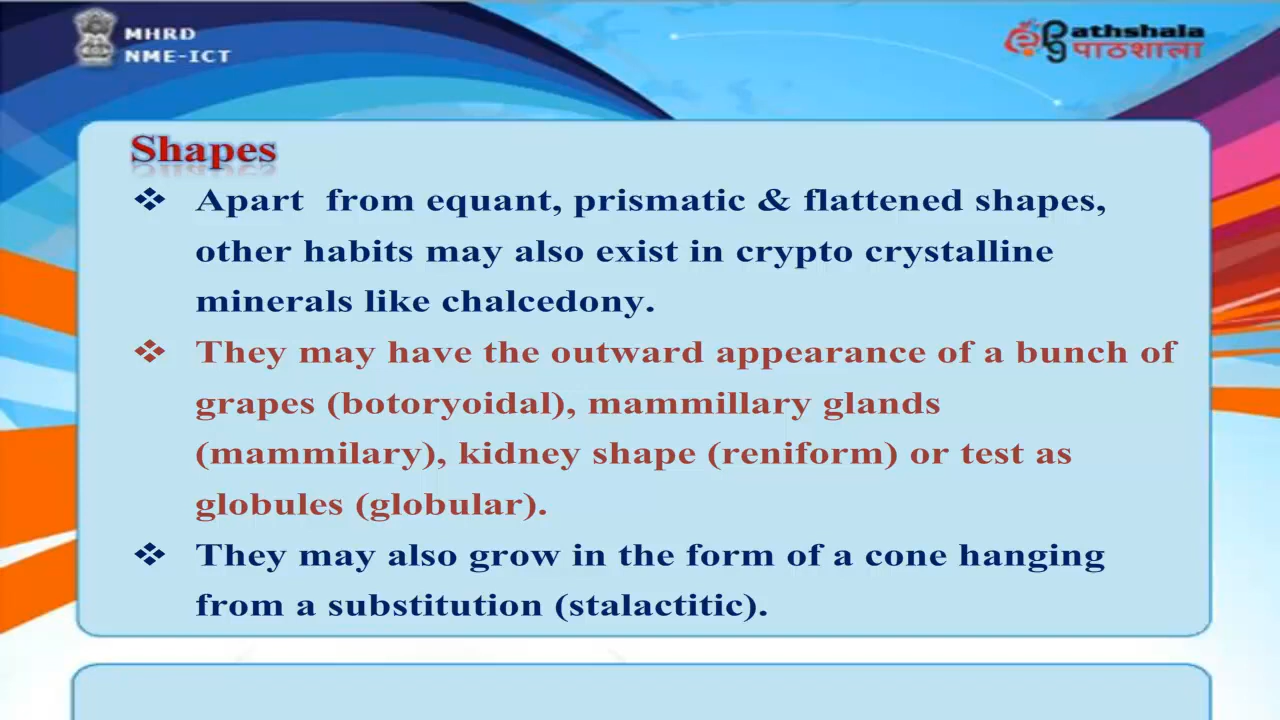 MHRD
NME-ICT
athshala
पाठशाला
Shapes
❖ Apart from equant, prismatic & flattened shapes,
other habits may also exist in crypto crystalline
minerals like chalcedony.
❖ They may have the outward appearance of a bunch of
grapes (botoryoidal), mammillary glands
(mammilary), kidney shape (reniform) or test as
globules (globular).
❖ They may also grow in the form of a cone hanging
from a substitution (stalactitic).